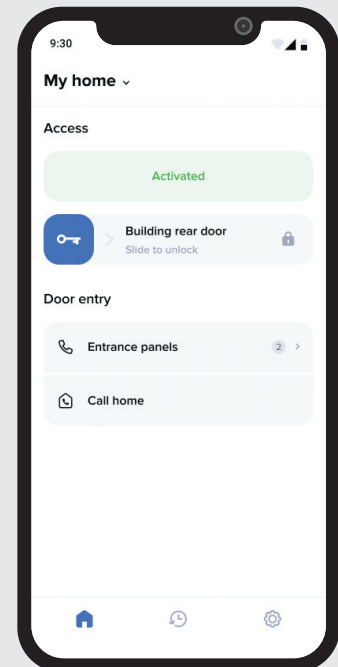 9:30
My home
Access
Activated
Building rear door
Slide to unlock
Door entry
Entrance panels 2
Call home